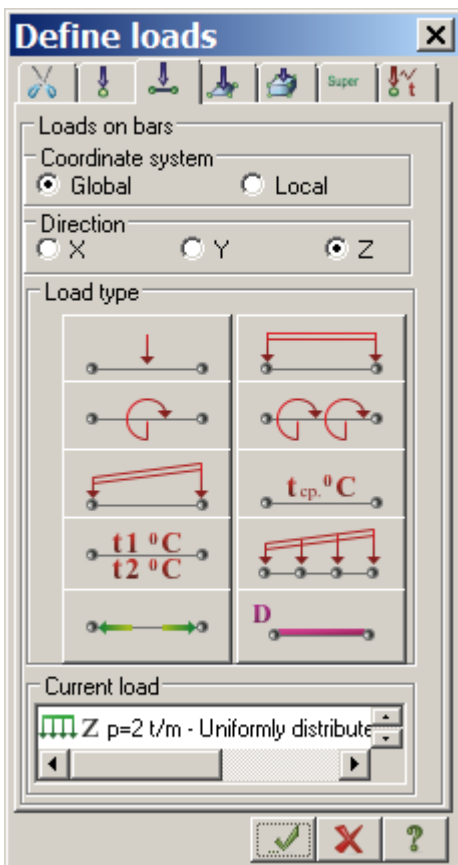 Define loads
Super
t
Loads on bars
Coordinate system
Global Local
Direction
X Y Z
Load type
t cp. ⁰C
t1 ⁰C
t2 ⁰C
D
Current load
Z p=2 t/m - Uniformly distribute
?